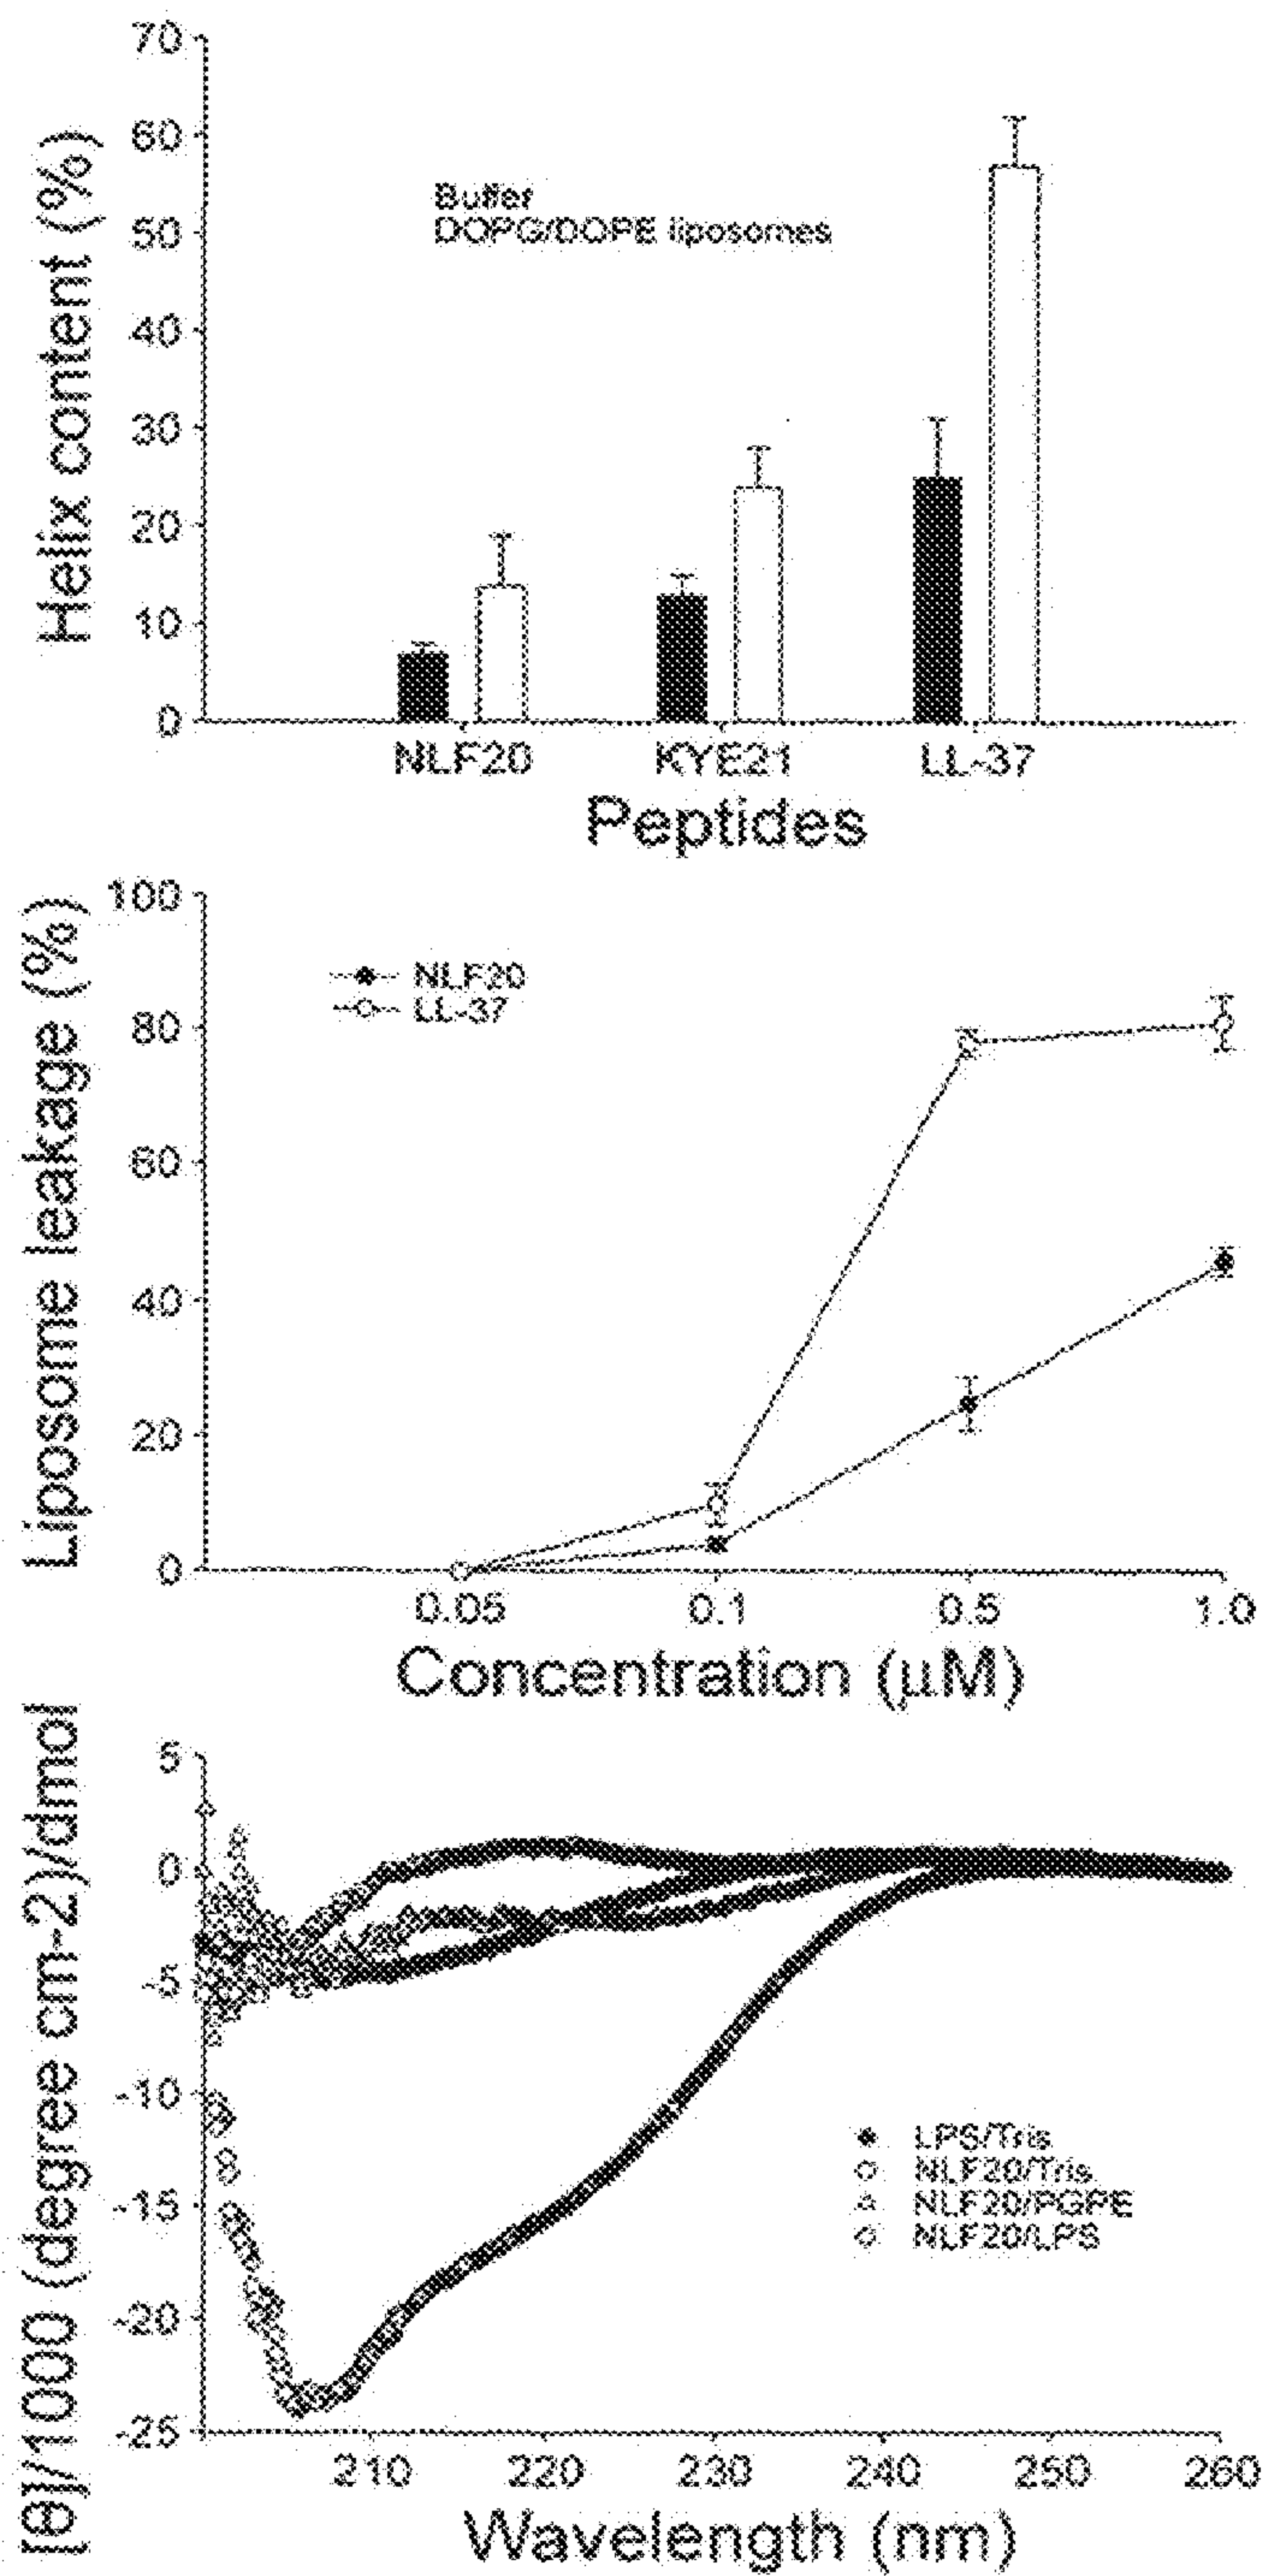 Helix content (%)
70
60
50
40
30
20
10
0
Buffer
DOPG/DOPE liposomes
NLF20 KYE21 LL-37
Peptides
Liposome leakage (%)
100
80
60
40
20
0
NLF20
LL-37
0.05 0.1 0.5 1.0
Concentration (μM)
[θ]/1000 (degree cm-2)/dmol
5
0
-5
-10
-15
-20
-25
LPS/Tris
NLF20/Tris
NLF20/PGPE
NLF20/LPS
210 220 230 240 250 260
Wavelength (nm)